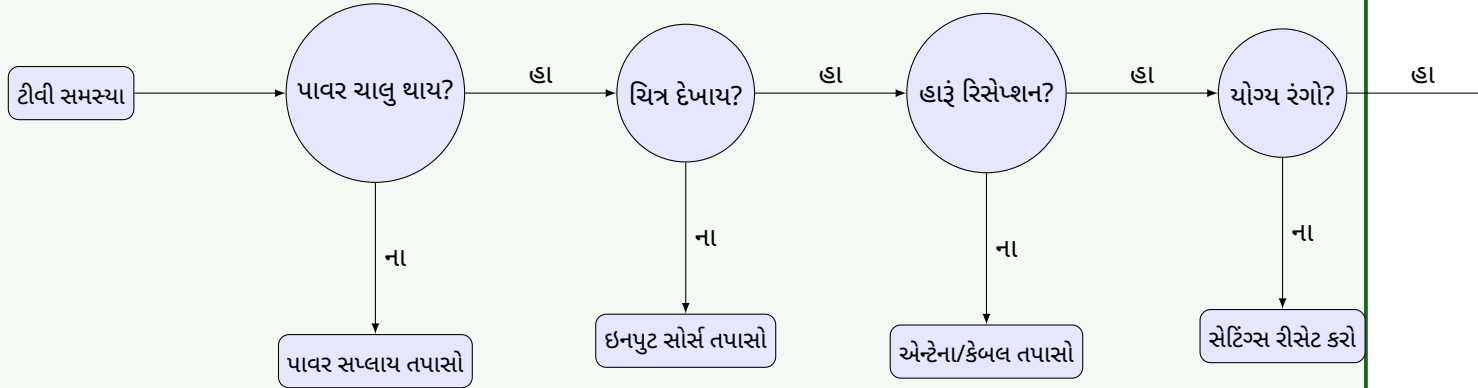 ટીવી સમસ્યા
પાવર ચાલુ થાય?
હા
ચિત્ર દેખાય?
હા
હારૂં રિસેપ્શન?
હા
યોગ્ય રંગો?
હા
ના
ના
ના
ના
પાવર સપ્લાય તપાસો
ઇનપુટ સોર્સ તપાસો
એન્ટેના/કેબલ તપાસો
સેટિંગ્સ રીસેટ કરો